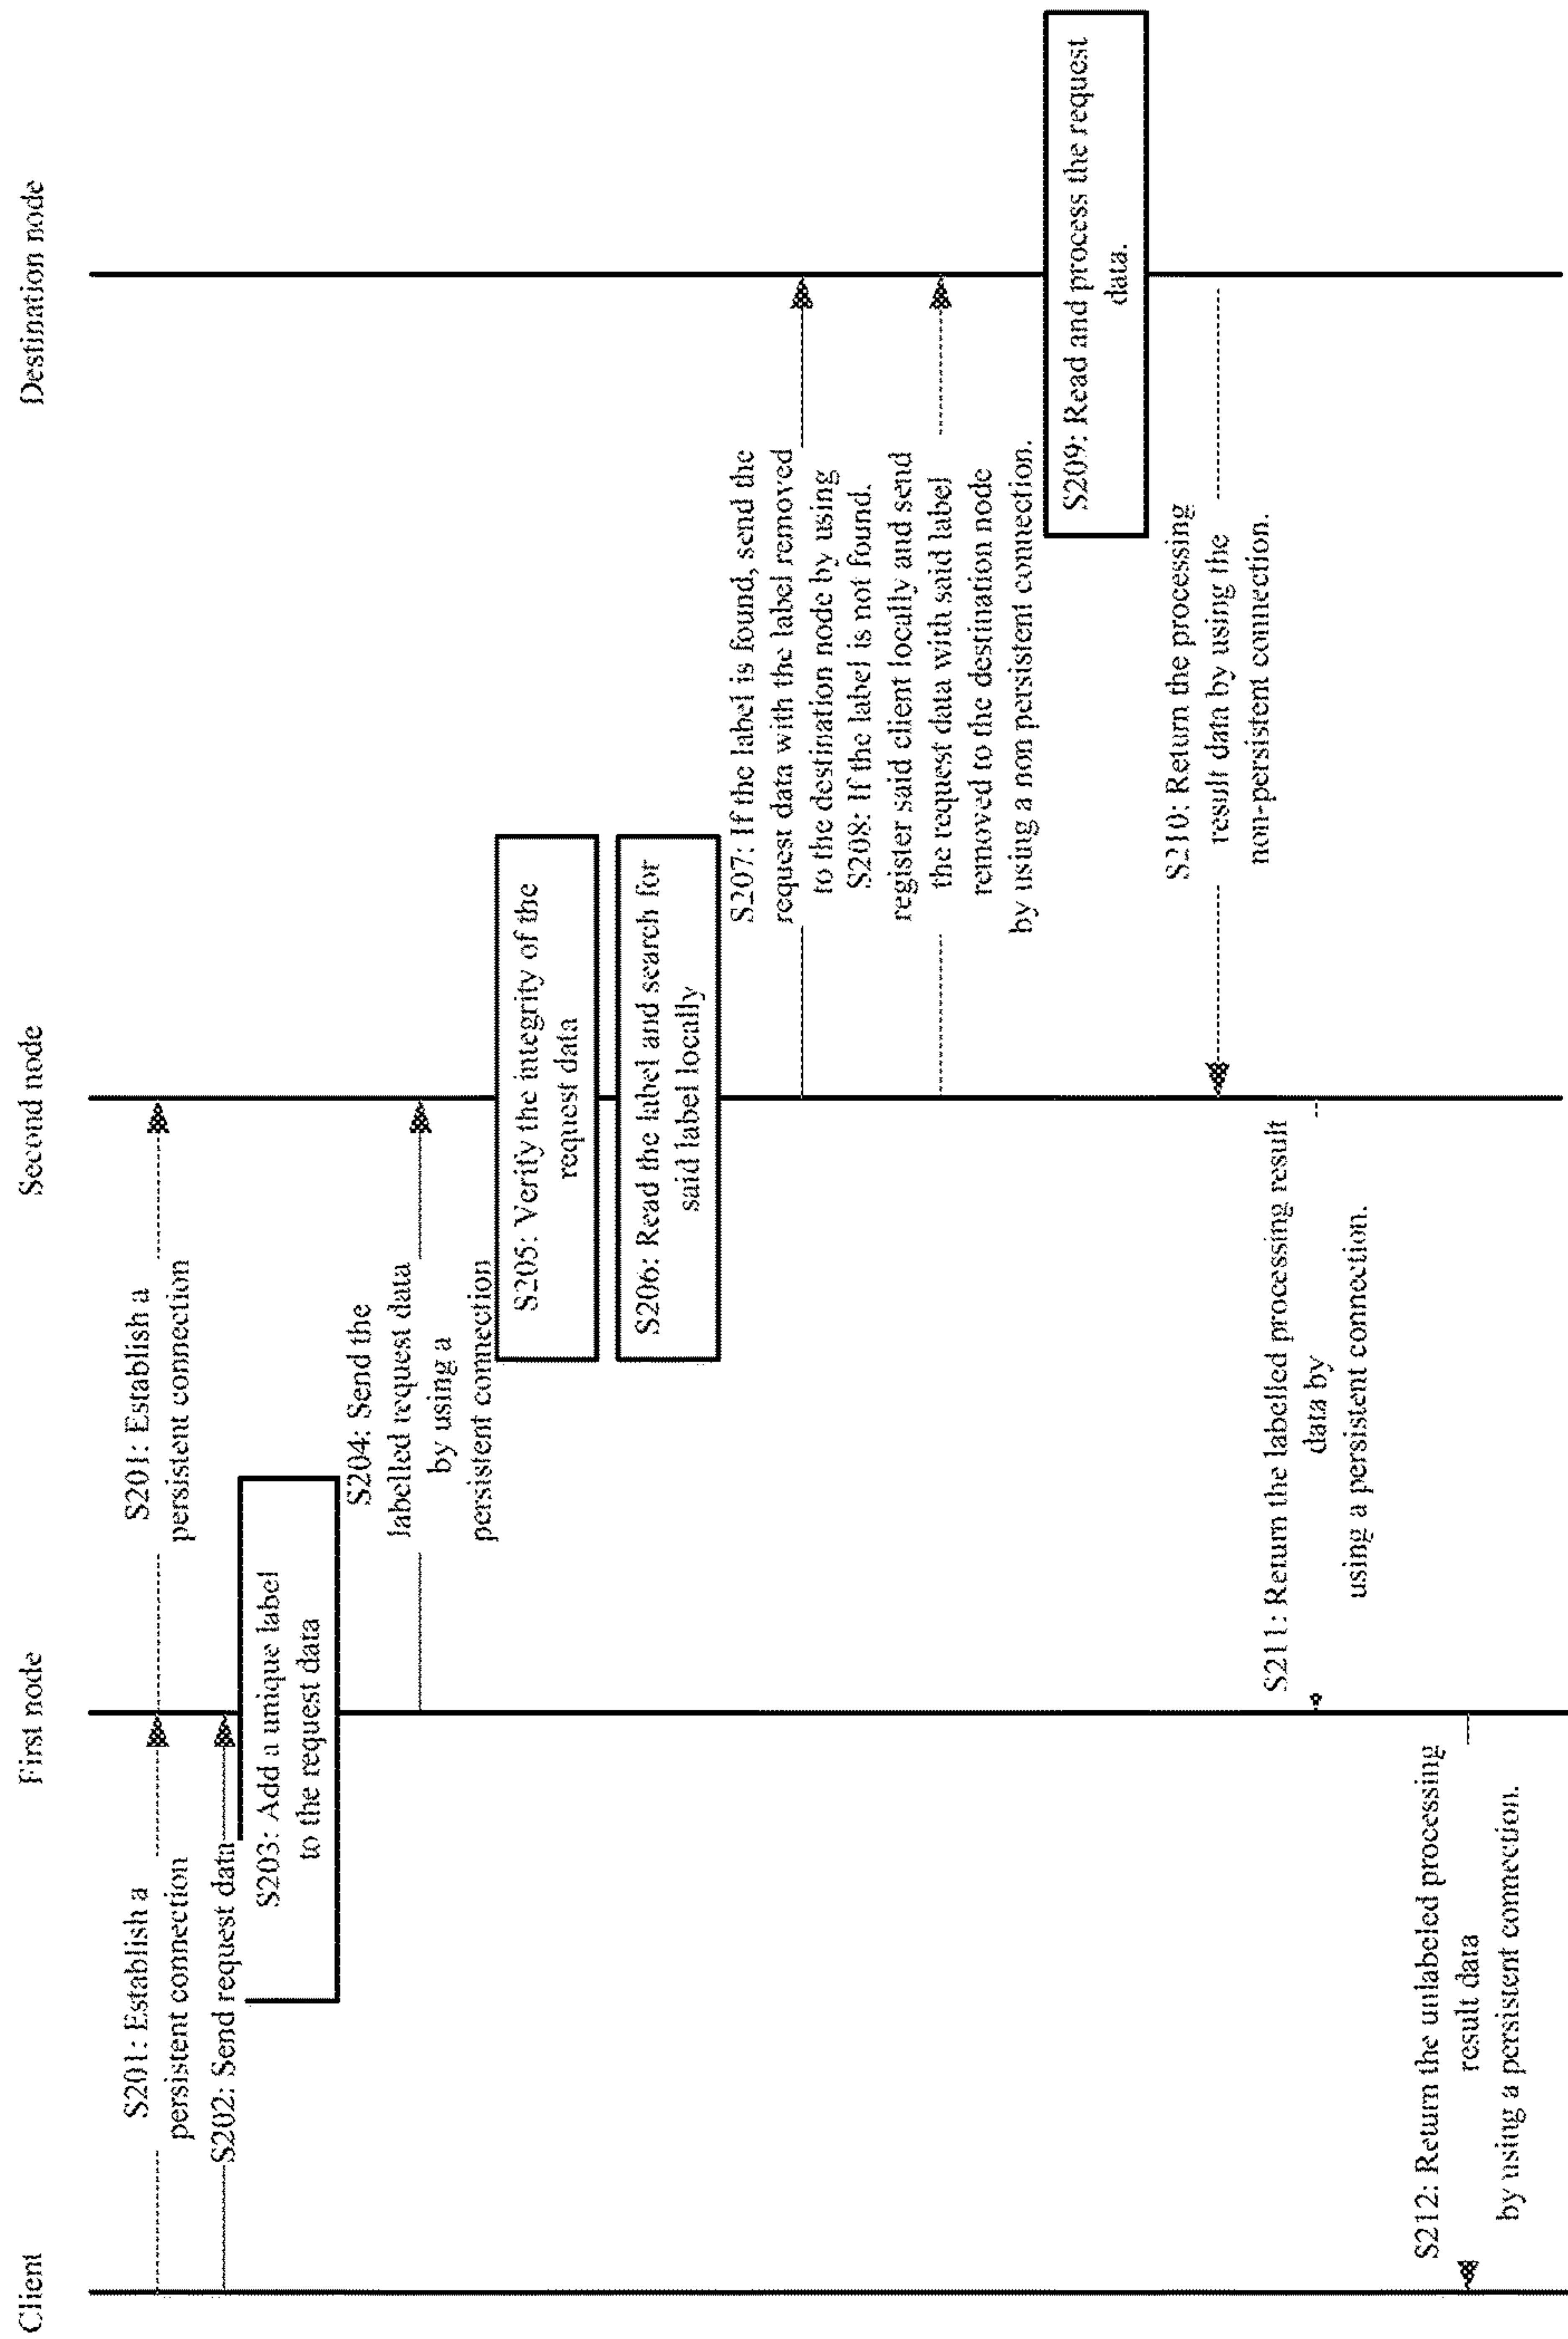 Client
First node
Second node
Destination node
S201: Establish a
persistent connection
S201: Establish a
persistent connection
S202: Send request data
S203: Add a unique label
to the request data
S204: Send the
labelled request data
by using a
persistent connection
S205: Verify the integrity of the
request data
S206: Read the label and search for
said label locally
S207: If the label is found, send the
request data with the label removed
to the destination node by using
S208: If the label is not found.
register said client locally and send
the request data with said label
removed to the destination node
by using a non persistent connection.
S209: Read and process the request
data.
S210: Return the processing
result data by using the
non-persistent connection.
S211: Return the labelled processing result
data by
using a persistent connection.
S212: Return the unlabeled processing
result data
by using a persistent connection.